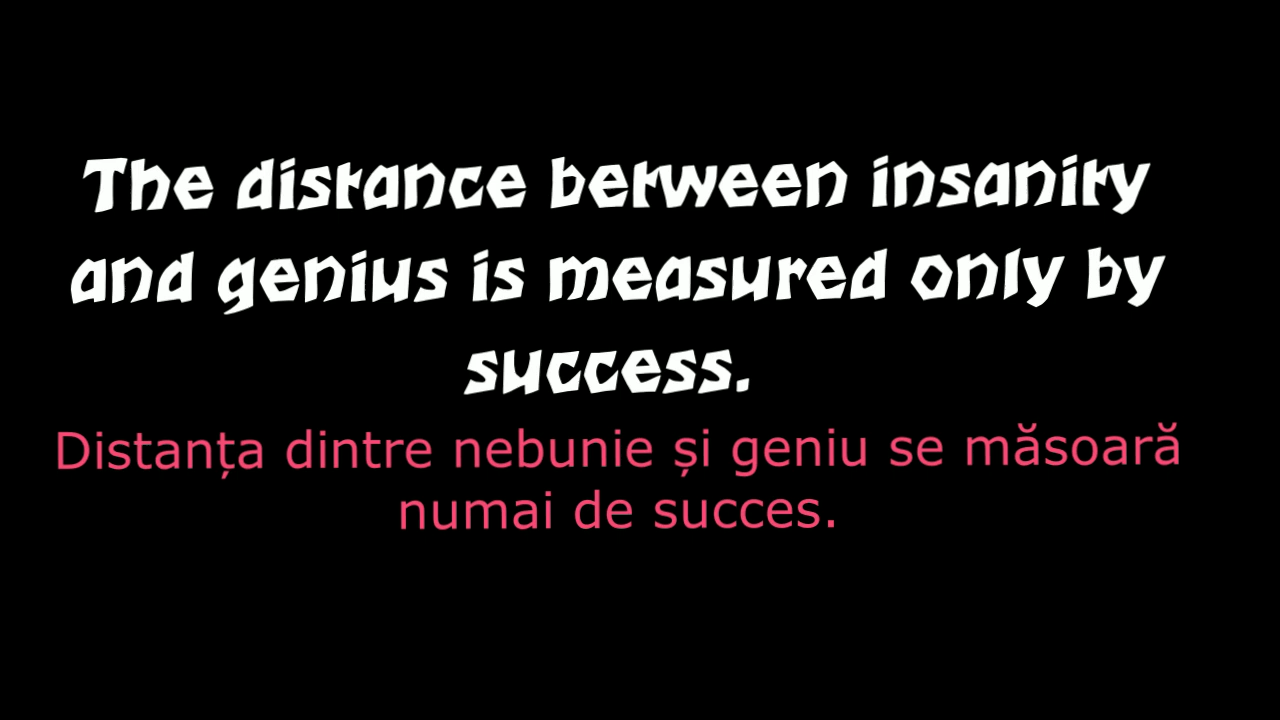 The distance between insanity
and genius is measured only by
success.
Distanța dintre nebunie și geniu se măsoară
numai de succes.